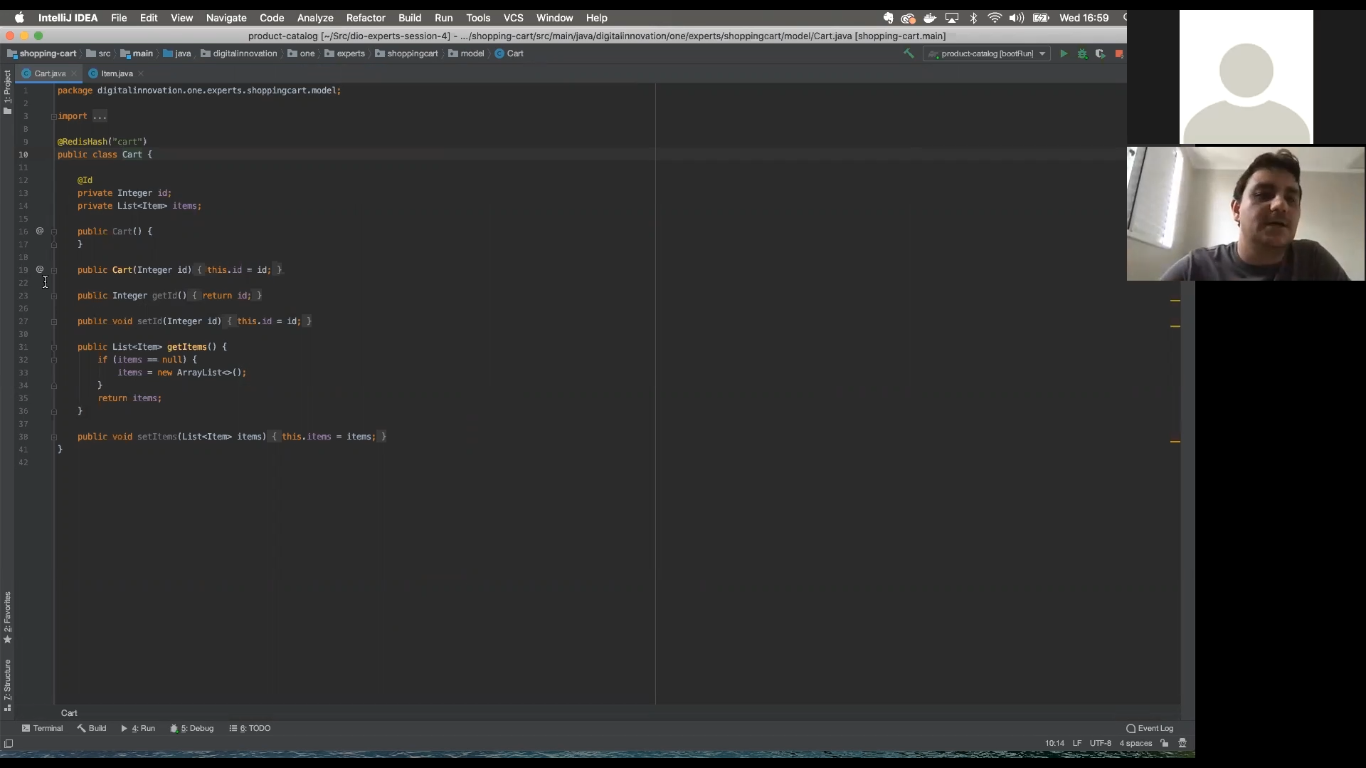 IntelliJ IDEA File Edit View Navigate Code Analyze Refactor Build Run Tools VCS Window Help Wed 16:59
product-catalog [~/Src/dio-experts-session-4] - .../shopping-cart/src/main/java/digitalinnovation/one/experts/shoppingcart/model/Cart.java [shopping-cart.main]
shopping-cart src main java digitalinnovation one experts shoppingcart model Cart product-catalog [bootRun]
Cart.java Item.java
1: Project
1 package digitalinnovation.one.experts.shoppingcart.model;
2
3 import ...
8
9 @RedisHash("cart")
10 public class Cart {
11
12 @Id
13 private Integer id;
14 private List<Item> items;
15
16 @ public Cart() {
17 }
18
19 @ public Cart(Integer id) { this.id = id; }
22
23 public Integer getId() { return id; }
26
27 public void setId(Integer id) { this.id = id; }
30
31 public List<Item> getItems() {
32 if (items == null) {
33 items = new ArrayList<>();
34 }
35 return items;
36 }
37
38 public void setItems(List<Item> items) { this.items = items; }
41 }
42
2: Favorites
7: Structure
Cart
Terminal Build 4: Run 5: Debug 6: TODO Event Log
10:14 LF UTF-8 4 spaces